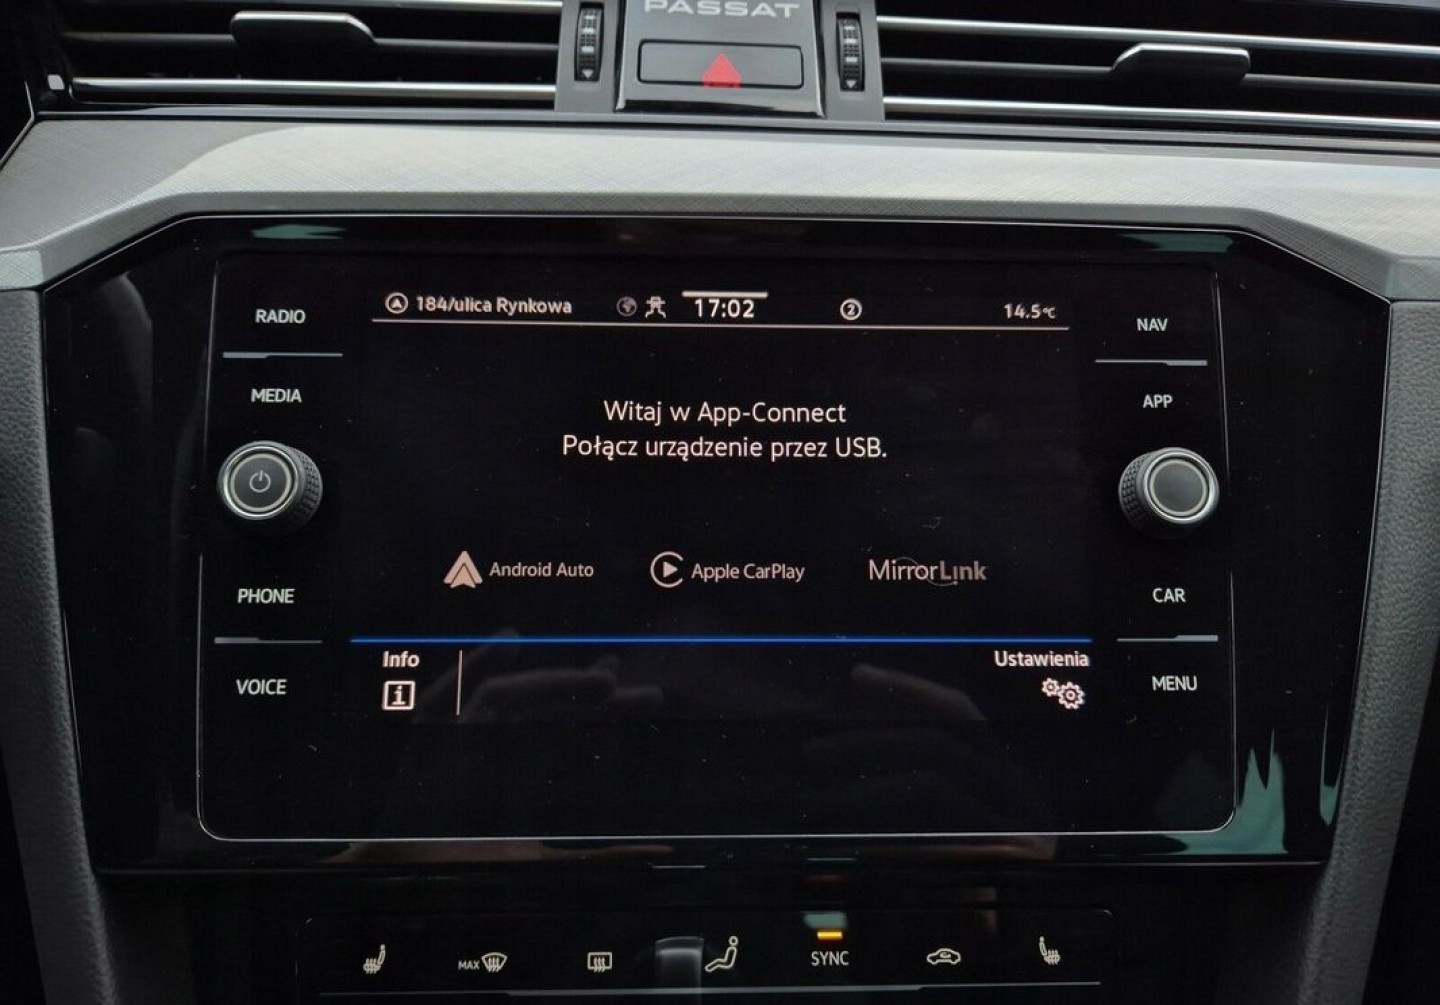 PASSAT
184/ulica Rynkowa 17:02 2 14.5°C
RADIO
MEDIA
PHONE
VOICE
Witaj w App-Connect
Połącz urządzenie przez USB.
Android Auto Apple CarPlay MirrorLink
Info
i
Ustawienia
NAV
APP
CAR
MENU
MAX
SYNC